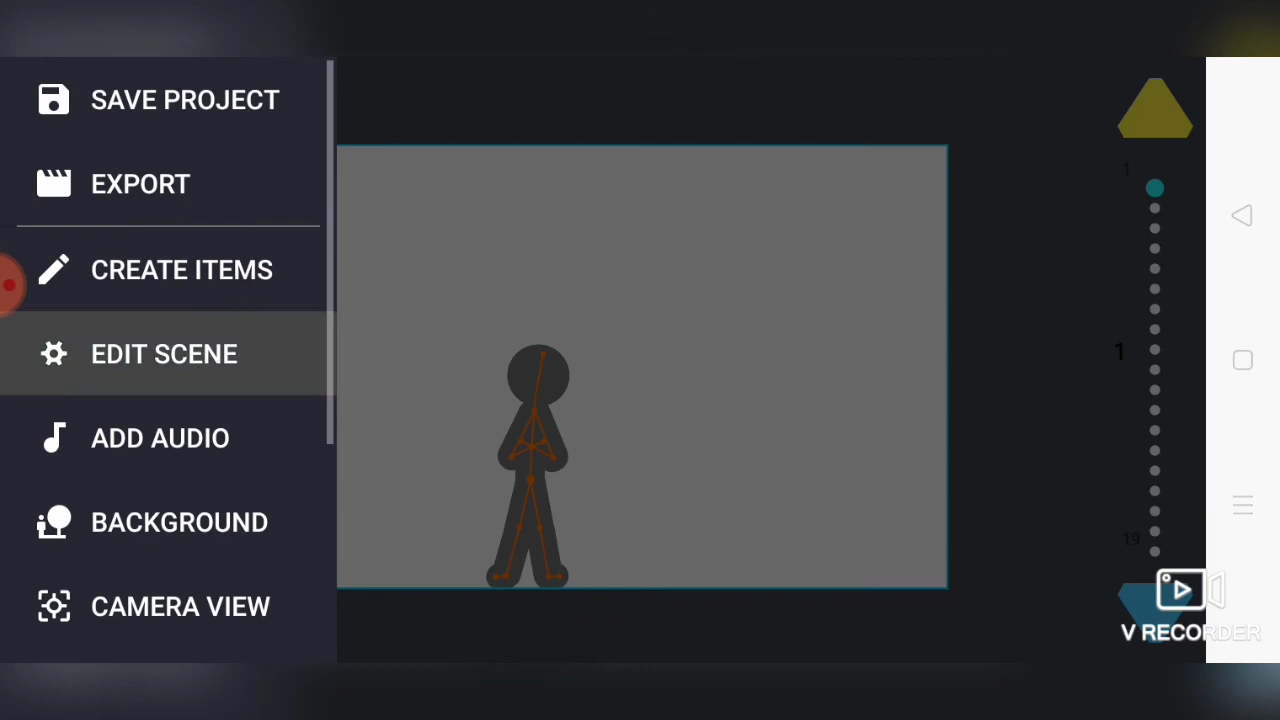 SAVE PROJECT
EXPORT
CREATE ITEMS
EDIT SCENE
ADD AUDIO
BACKGROUND
CAMERA VIEW
1
1
19
V RECORDER